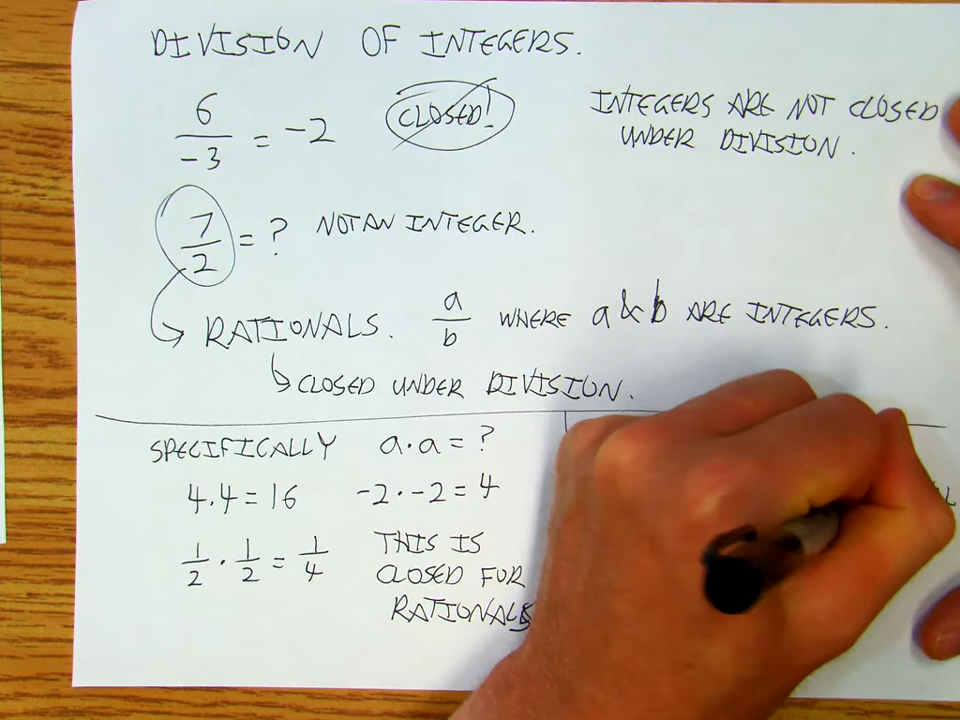 DIVISION OF INTEGERS.
6/-3 = -2 CLOSED!
INTEGERS ARE NOT CLOSED
UNDER DIVISION.
7/2 = ? NOT AN INTEGER.
RATIONALS. a/b WHERE a & b ARE INTEGERS.
CLOSED UNDER DIVISION.
SPECIFICALLY a·a = ?
4·4 = 16 -2·-2 = 4
1/2 · 1/2 = 1/4
THIS IS
CLOSED FOR
RATIONALS